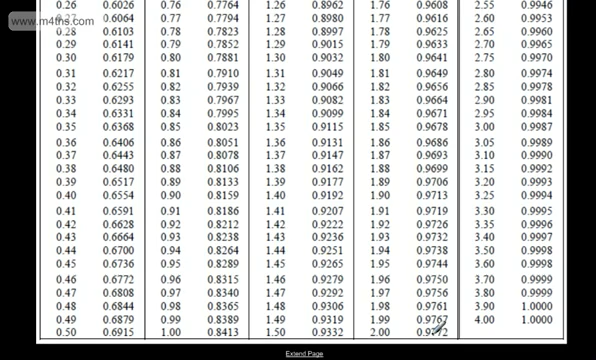 0.26 0.6026 0.76 0.7764 1.26 0.8962 1.76 0.9608 2.55 0.9946
www.m4ths.com
0.6064 0.77 0.7794 1.27 0.8980 1.77 0.9616 2.60 0.9953
0.28 0.6103 0.78 0.7823 1.28 0.8997 1.78 0.9625 2.65 0.9960
0.29 0.6141 0.79 0.7852 1.29 0.9015 1.79 0.9633 2.70 0.9965
0.30 0.6179 0.80 0.7881 1.30 0.9032 1.80 0.9641 2.75 0.9970
0.31 0.6217 0.81 0.7910 1.31 0.9049 1.81 0.9649 2.80 0.9974
0.32 0.6255 0.82 0.7939 1.32 0.9066 1.82 0.9656 2.85 0.9978
0.33 0.6293 0.83 0.7967 1.33 0.9082 1.83 0.9664 2.90 0.9981
0.34 0.6331 0.84 0.7995 1.34 0.9099 1.84 0.9671 2.95 0.9984
0.35 0.6368 0.85 0.8023 1.35 0.9115 1.85 0.9678 3.00 0.9987
0.36 0.6406 0.86 0.8051 1.36 0.9131 1.86 0.9686 3.05 0.9989
0.37 0.6443 0.87 0.8078 1.37 0.9147 1.87 0.9693 3.10 0.9990
0.38 0.6480 0.88 0.8106 1.38 0.9162 1.88 0.9699 3.15 0.9992
0.39 0.6517 0.89 0.8133 1.39 0.9177 1.89 0.9706 3.20 0.9993
0.40 0.6554 0.90 0.8159 1.40 0.9192 1.90 0.9713 3.25 0.9994
0.41 0.6591 0.91 0.8186 1.41 0.9207 1.91 0.9719 3.30 0.9995
0.42 0.6628 0.92 0.8212 1.42 0.9222 1.92 0.9726 3.35 0.9996
0.43 0.6664 0.93 0.8238 1.43 0.9236 1.93 0.9732 3.40 0.9997
0.44 0.6700 0.94 0.8264 1.44 0.9251 1.94 0.9738 3.50 0.9998
0.45 0.6736 0.95 0.8289 1.45 0.9265 1.95 0.9744 3.60 0.9998
0.46 0.6772 0.96 0.8315 1.46 0.9279 1.96 0.9750 3.70 0.9999
0.47 0.6808 0.97 0.8340 1.47 0.9292 1.97 0.9756 3.80 0.9999
0.48 0.6844 0.98 0.8365 1.48 0.9306 1.98 0.9761 3.90 1.0000
0.49 0.6879 0.99 0.8389 1.49 0.9319 1.99 0.9767 4.00 1.0000
0.50 0.6915 1.00 0.8413 1.50 0.9332 2.00 0.9772
Extend Page